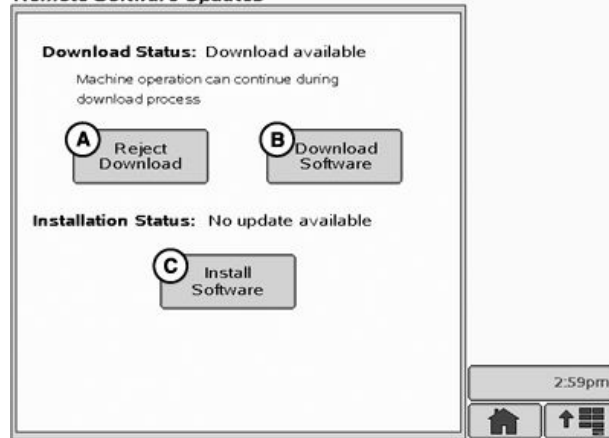 Remote Software Updates
Download Status: Download available
Machine operation can continue during
download process
A
Reject
Download
B
Download
Software
Installation Status: No update available
C
Install
Software
2:59pm